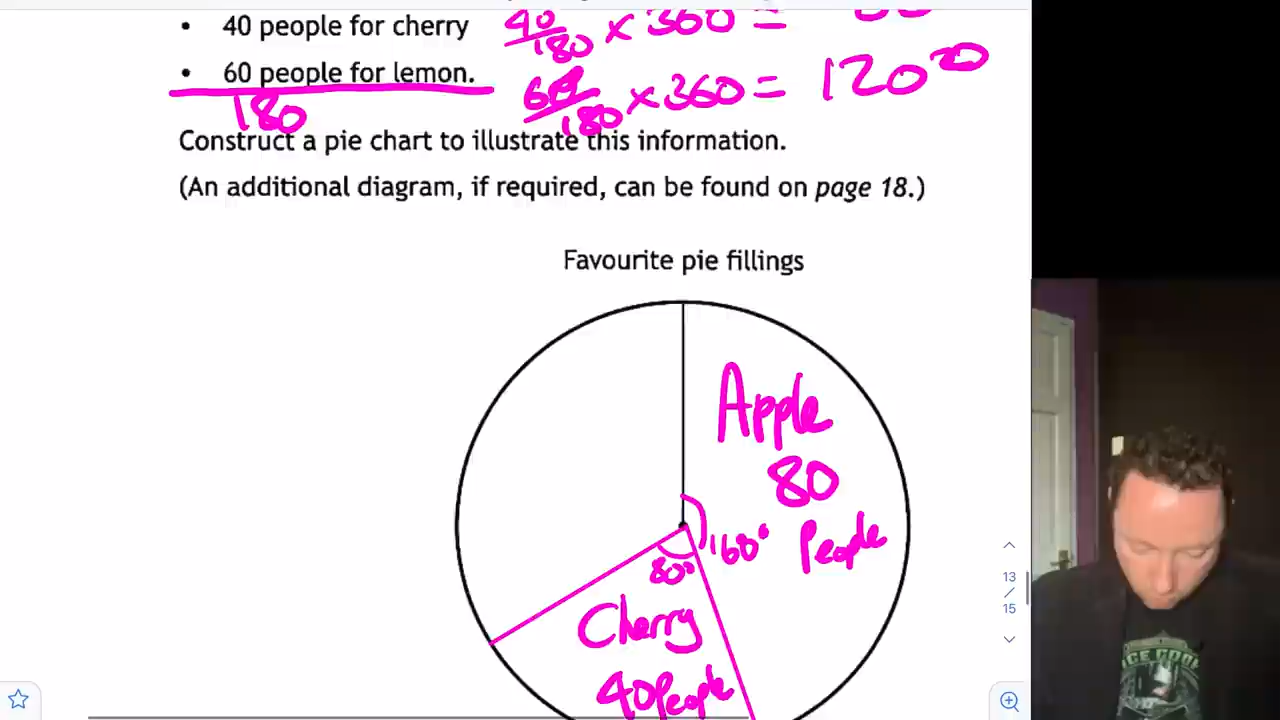 • 40 people for cherry
40/180 × 360 =
• 60 people for lemon.
60/180 × 360 = 120
180
Construct a pie chart to illustrate this information.
(An additional diagram, if required, can be found on page 18.)
Favourite pie fillings
Apple
80
People
160°
80°
Cherry
40 People
13
/
15